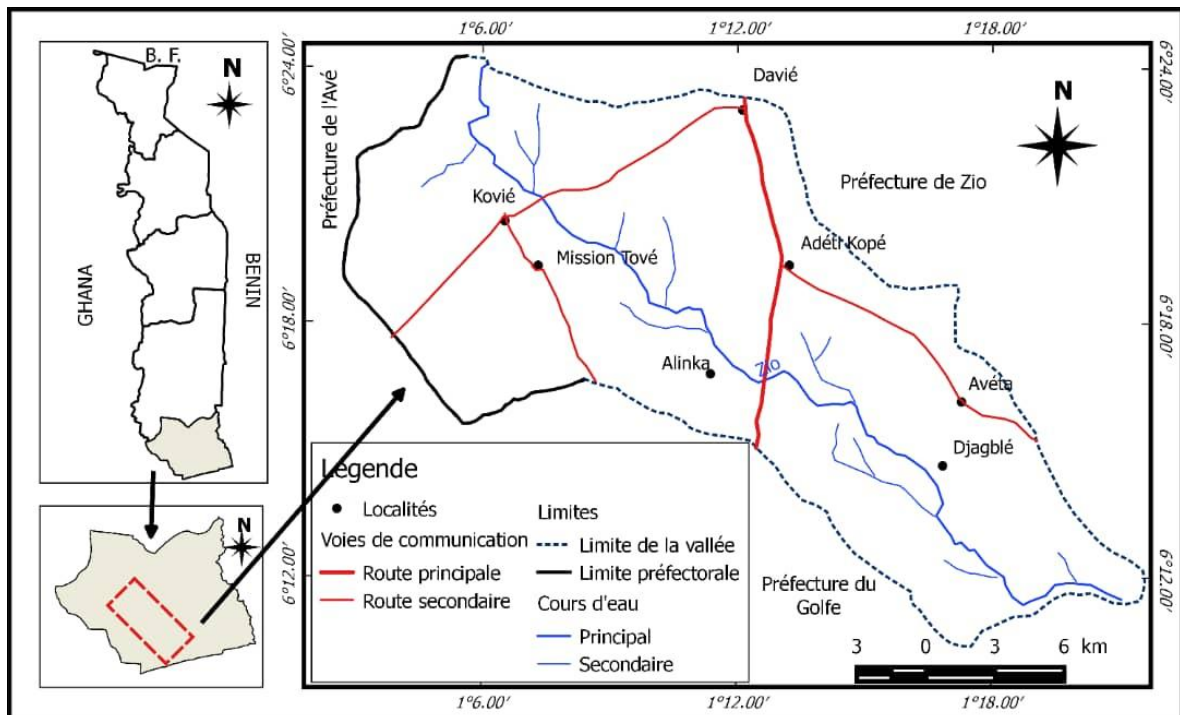 B. F.
N
GHANA
BENIN
N
1°6.00'
1°12.00'
1°18.00'
6°24.00'
6°24.00'
Préfecture de l'Avé
Davié
N
Préfecture de Zio
Kovié
Mission Tové
Adéti Kopé
6°18.00'
6°18.00'
Alinka
Zio
Avéta
Djagblé
Légende
Localités
Voies de communication
Route principale
Route secondaire
Limites
Limite de la vallée
Limite préfectorale
Cours d'eau
Principal
Secondaire
Préfecture du
Golfe
6°12.00'
6°12.00'
3 0 3 6 km
1°6.00'
1°12.00'
1°18.00'